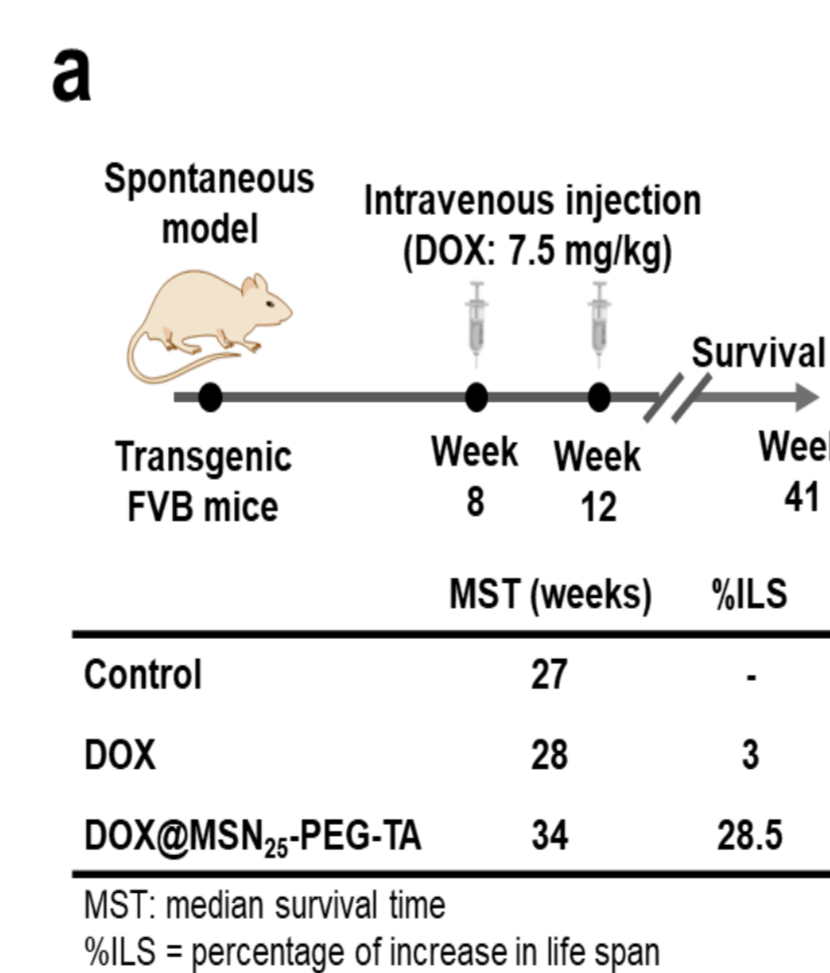 a
Spontaneous
model
Intravenous injection
(DOX: 7.5 mg/kg)
Survival
Transgenic
FVB mice
Week
8
Week
12
41
MST (weeks) %ILS
Control 27 -
DOX 28 3
DOX@MSN₂₅-PEG-TA 34 28.5
MST: median survival time
%ILS = percentage of increase in life span